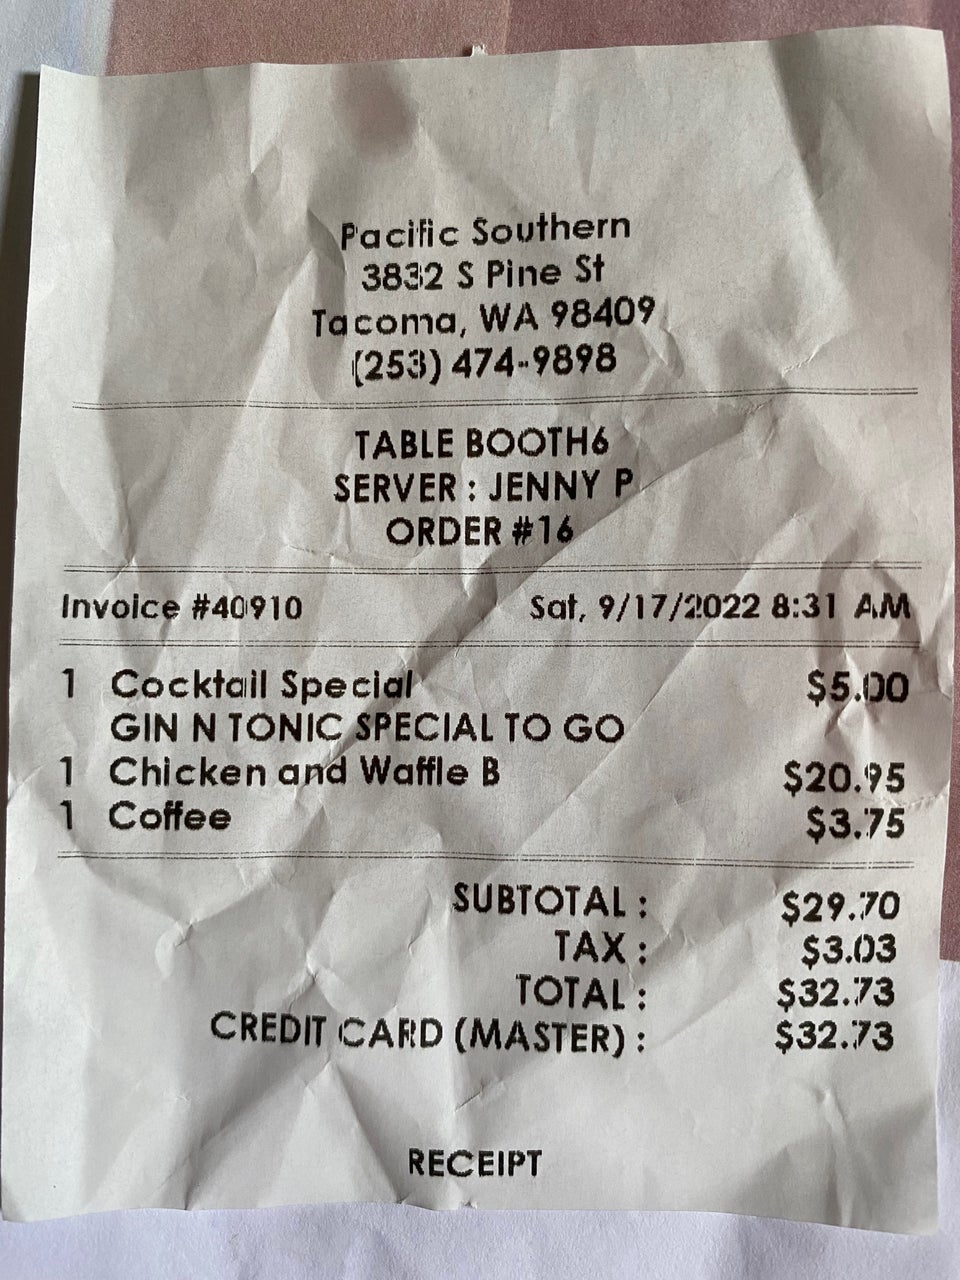 Pacific Southern
3832 S Pine St
Tacoma, WA 98409
(253) 474-9898
TABLE BOOTH6
SERVER : JENNY P
ORDER #16
Invoice #40910 Sat, 9/17/2022 8:31 AM
1 Cocktail Special $5.00
GIN N TONIC SPECIAL TO GO
1 Chicken and Waffle B $20.95
1 Coffee $3.75
SUBTOTAL : $29.70
TAX : $3.03
TOTAL : $32.73
CREDIT CARD (MASTER) : $32.73
RECEIPT